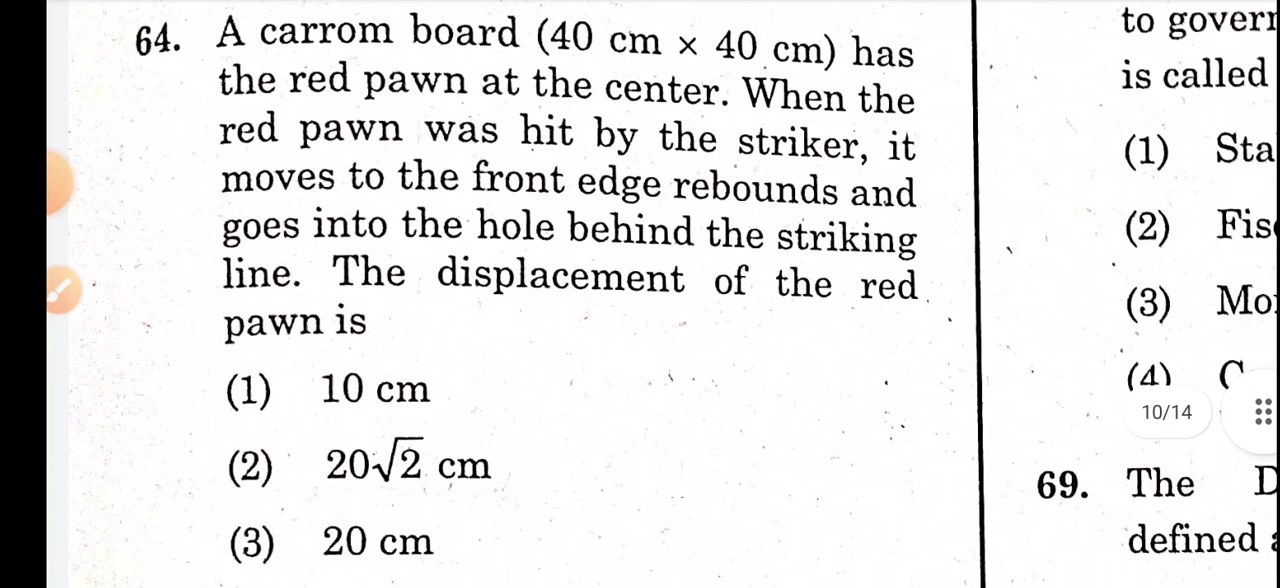 64. A carrom board (40 cm × 40 cm) has
the red pawn at the center. When the
red pawn was hit by the striker, it
moves to the front edge rebounds and
goes into the hole behind the striking
line. The displacement of the red
pawn is
(1) 10 cm
(2) 20√2 cm
(3) 20 cm
to govern
is called
(1) Sta
(2) Fis
(3) Mo
(4) C
10/14
69. The D
defined a